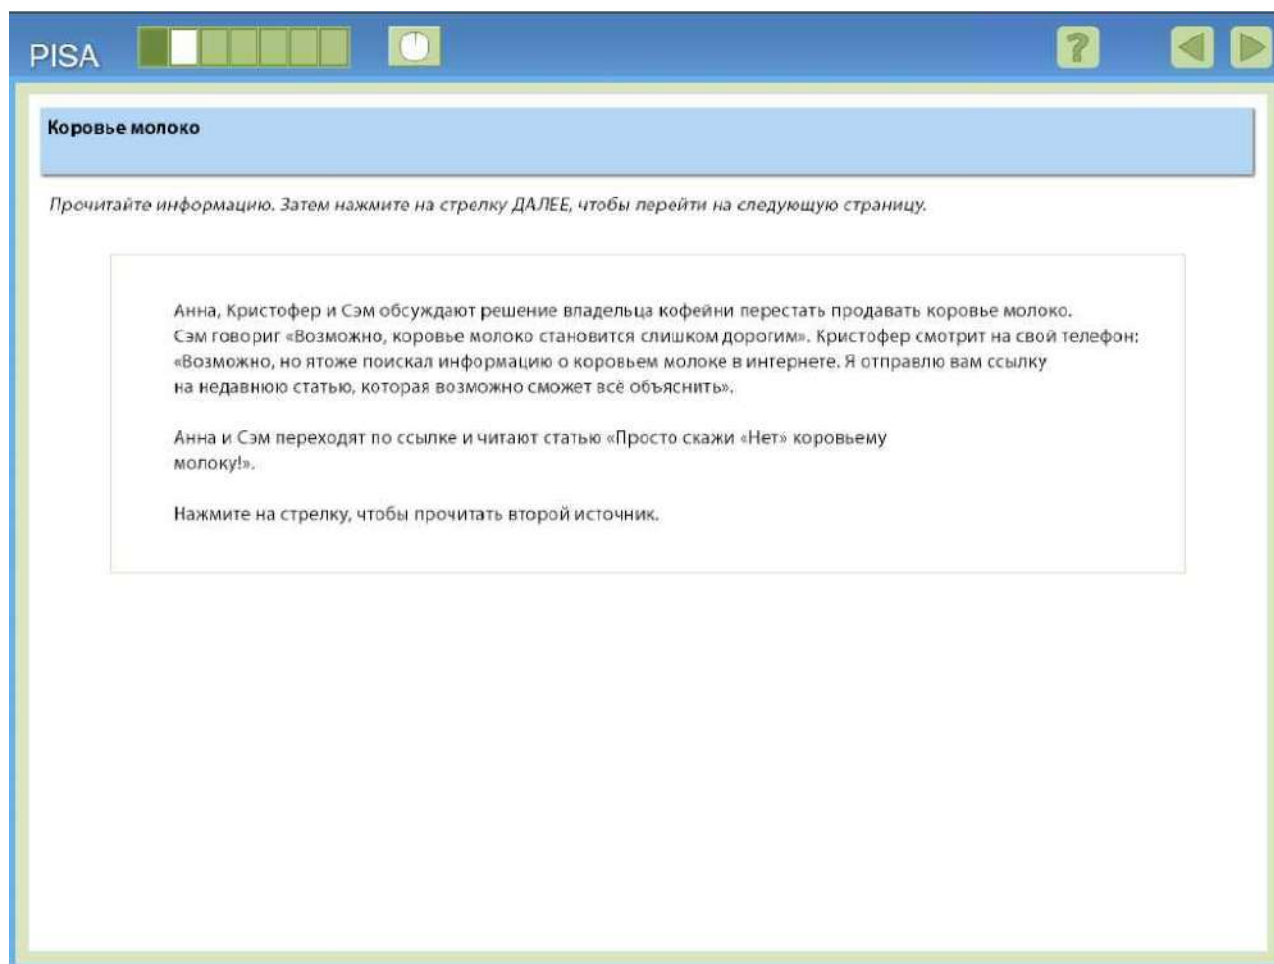 PISA
?
Коровье молоко
Прочитайте информацию. Затем нажмите на стрелку ДАЛЕЕ, чтобы перейти на следующую страницу.
Анна, Кристофер и Сэм обсуждают решение владельца кофейни перестать продавать коровье молоко.
Сэм говориг «Возможно, коровье молоко становится слишком дорогим». Кристофер смотрит на свой телефон:
«Возможно, но ятоже поискал информацию о коровьем молоке в интернете. Я отправлю вам ссылку
на недавнюю статью, которая возможно сможет всё объяснить».
Анна и Сэм переходят по ссылке и читают статью «Просто скажи «Нет» коровьему
молоку!».
Нажмите на стрелку, чтобы прочитать второй источник.